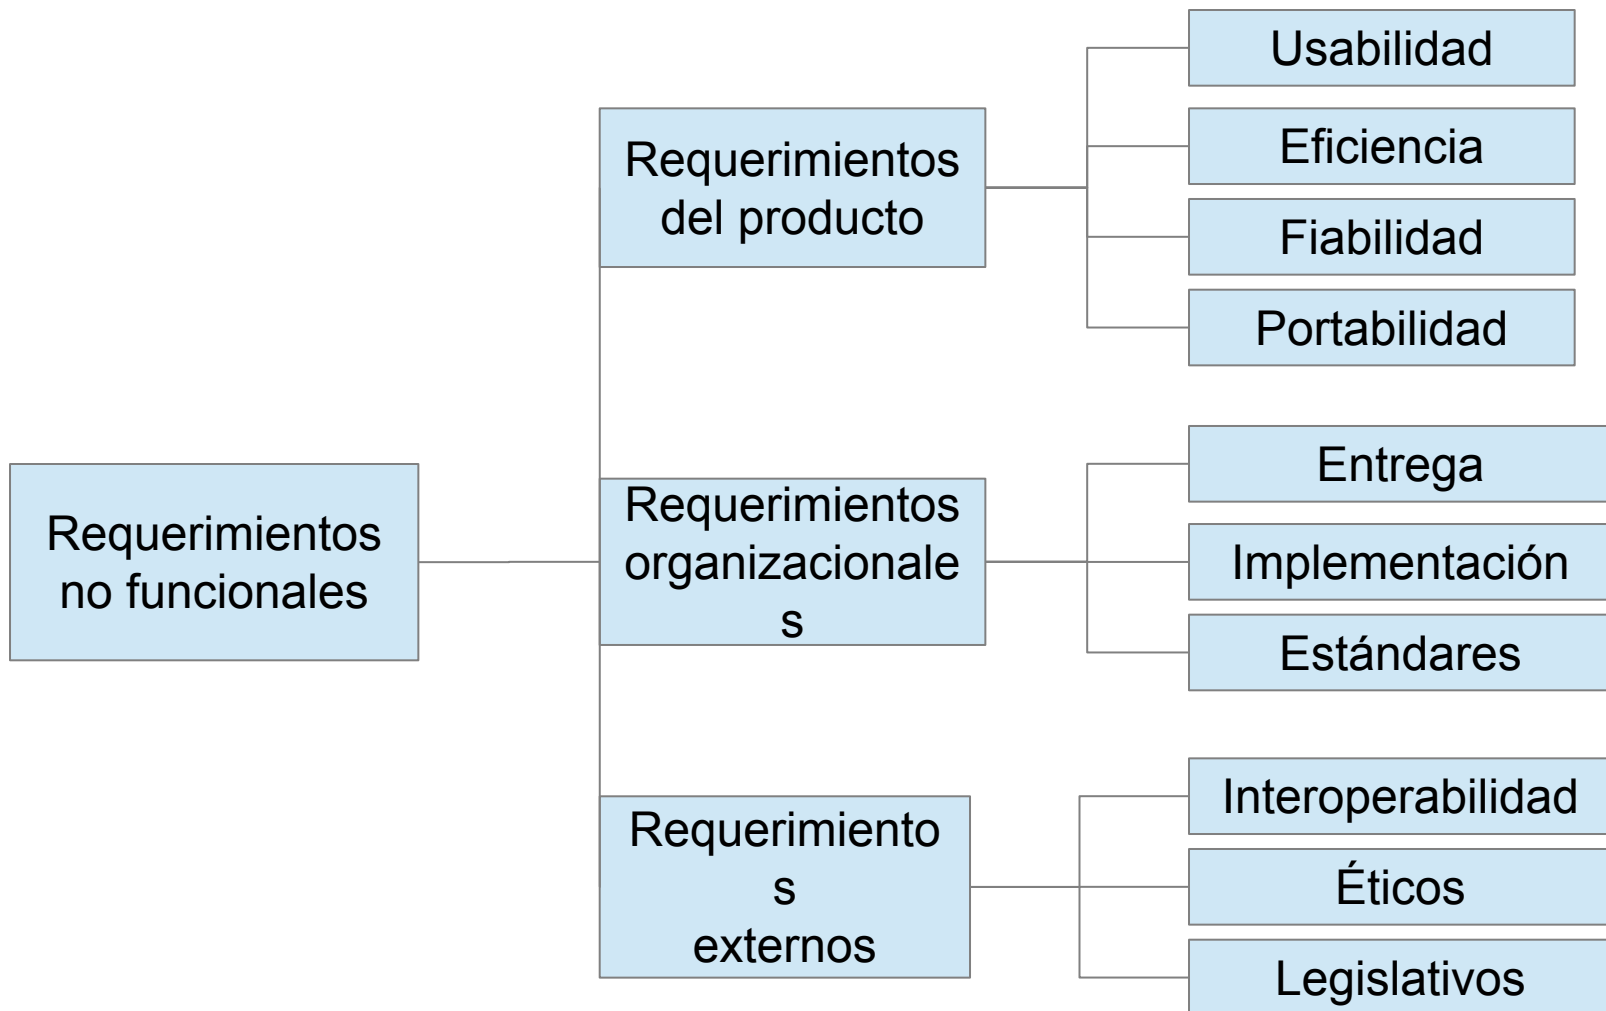 Requerimientos
no funcionales
Requerimientos
del producto
Usabilidad
Eficiencia
Fiabilidad
Portabilidad
Requerimientos
organizacionale
s
Entrega
Implementación
Estándares
Requerimiento
s
externos
Interoperabilidad
Éticos
Legislativos